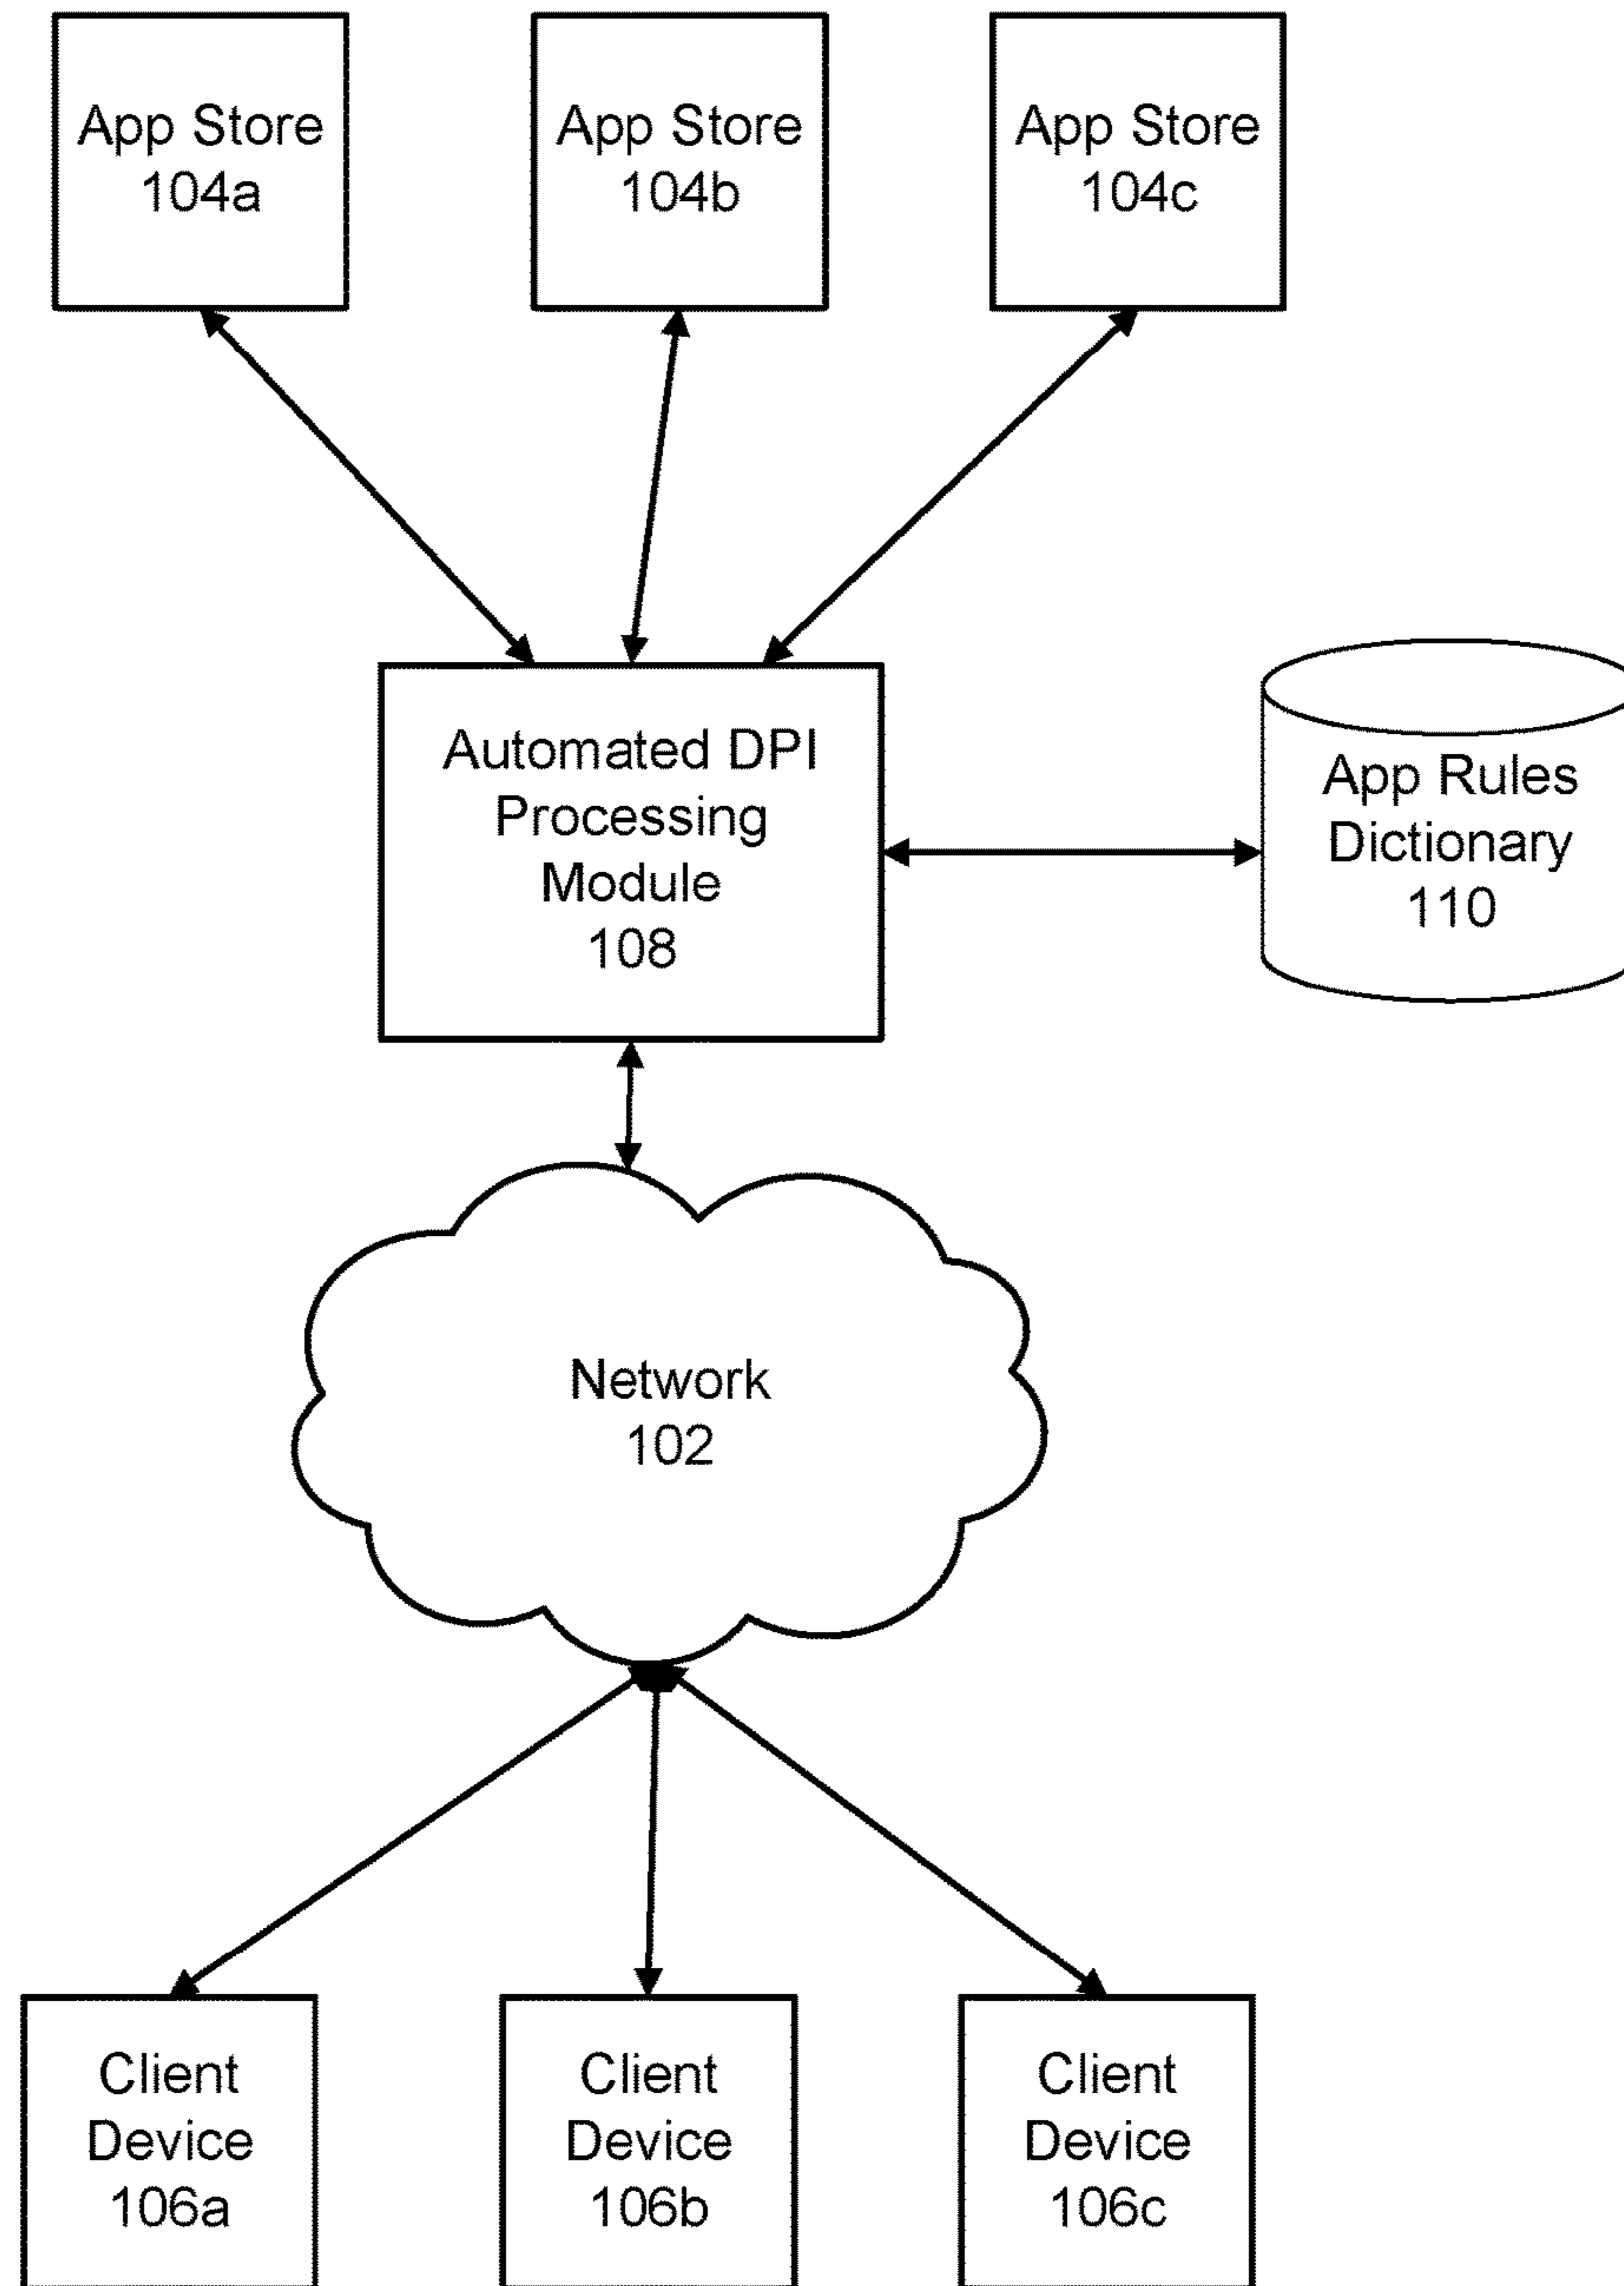 App Store
104a
App Store
104b
App Store
104c
Automated DPI
Processing
Module
108
App Rules
Dictionary
110
Network
102
Client
Device
106a
Client
Device
106b
Client
Device
106c